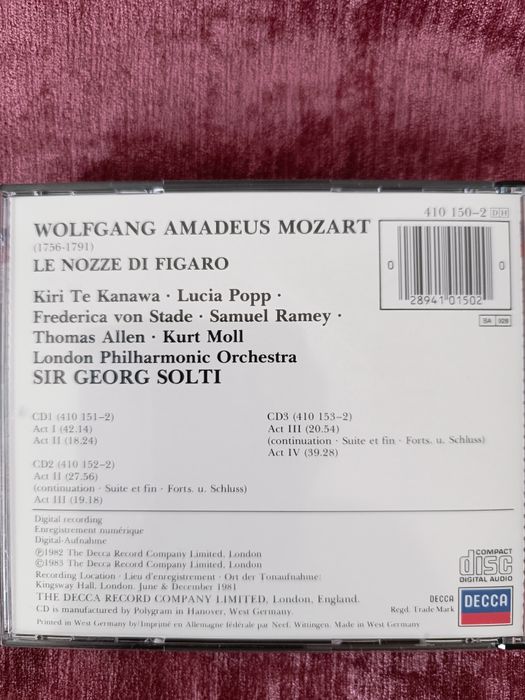 410 150-2 DH
WOLFGANG AMADEUS MOZART
(1756-1791)
LE NOZZE DI FIGARO
0 28941 01502 0
SA 028
Kiri Te Kanawa · Lucia Popp ·
Frederica von Stade · Samuel Ramey ·
Thomas Allen · Kurt Moll
London Philharmonic Orchestra
SIR GEORG SOLTI
CD1 (410 151-2)
Act I (42.14)
Act II (18.24)
CD2 (410 152-2)
Act II (27.56)
(continuation · Suite et fin · Forts. u. Schluss)
Act III (19.18)
CD3 (410 153-2)
Act III (20.54)
(continuation · Suite et fin · Forts. u. Schluss)
Act IV (39.28)
Digital recording
Enregistrement numérique
Digital-Aufnahme
Ⓟ1982 The Decca Record Company Limited, London
©1983 The Decca Record Company Limited, London
Recording Location · Lieu d'enregistrement · Ort der Tonaufnahme:
Kingsway Hall, London, June & December 1981
THE DECCA RECORD COMPANY LIMITED, London, England.
CD is manufactured by Polygram in Hanover, West Germany.
Printed in West Germany by/Imprimé en Allemagne fédérale par Neef, Wittingen. Made in West Germany
COMPACT
disc
DIGITAL AUDIO
DECCA
Regd. Trade Mark
DECCA